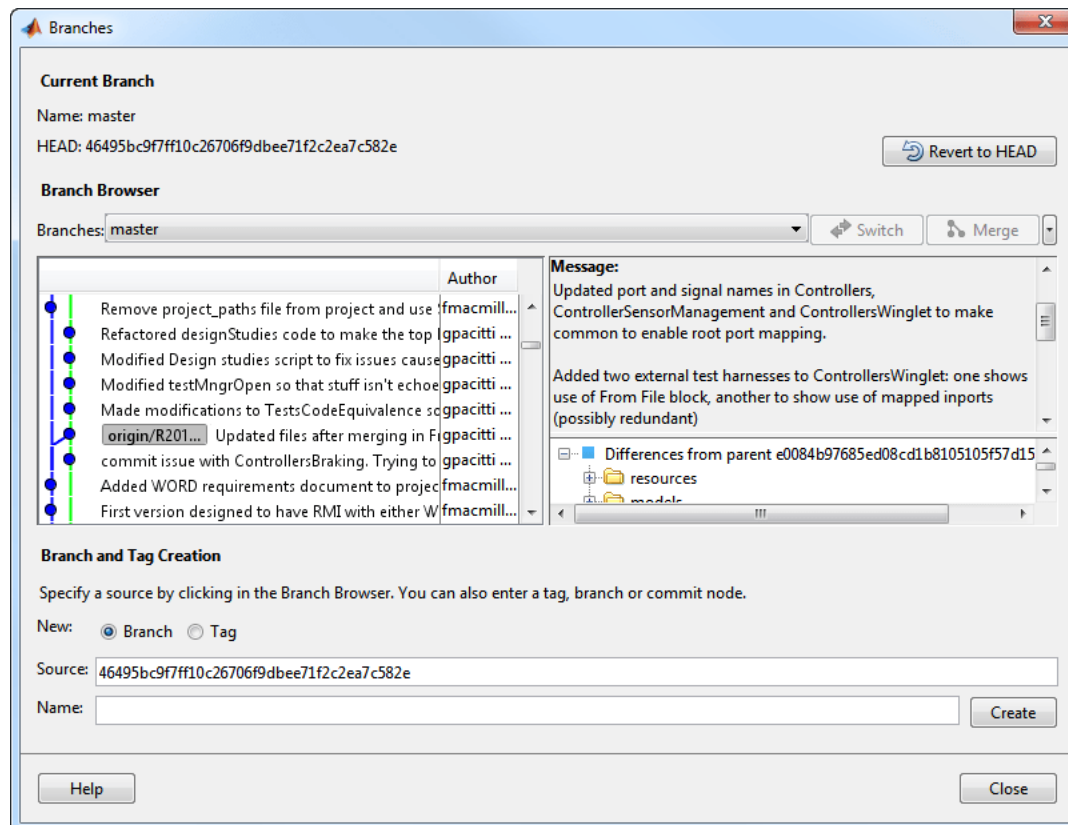 Branches
Current Branch
Name: master
HEAD: 46495bc9f7ff10c26706f9dbee71f2c2ea7c582e
Revert to HEAD
Branch Browser
Branches: master
Switch
Merge
Author
Remove project_paths file from project and use fmacmill...
Refactored designStudies code to make the top gpacitti ...
Modified Design studies script to fix issues cause gpacitti ...
Modified testMngrOpen so that stuff isn't echoe gpacitti ...
Made modifications to TestsCodeEquivalence sc gpacitti ...
origin/R201... Updated files after merging in Fr gpacitti ...
commit issue with ControllersBraking. Trying to gpacitti ...
Added WORD requirements document to projec fmacmill...
First version designed to have RMI with either W fmacmill...
Message:
Updated port and signal names in Controllers,
ControllerSensorManagement and ControllersWinglet to make
common to enable root port mapping.
Added two external test harnesses to ControllersWinglet: one shows
use of From File block, another to show use of mapped inports
(possibly redundant)
Differences from parent e0084b97685ed08cd1b8105105f57d15
resources
models
Branch and Tag Creation
Specify a source by clicking in the Branch Browser. You can also enter a tag, branch or commit node.
New: Branch Tag
Source: 46495bc9f7ff10c26706f9dbee71f2c2ea7c582e
Name:
Create
Help
Close